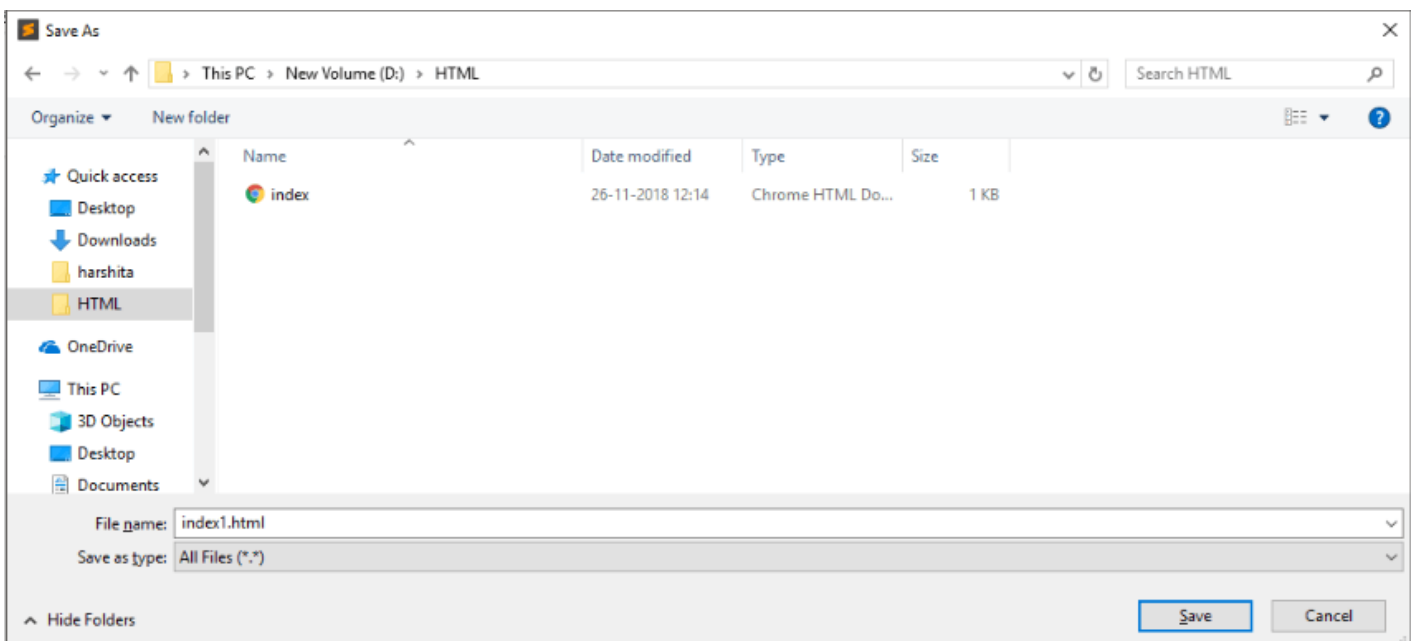 Save As
This PC > New Volume (D:) > HTML
Search HTML
Organize
New folder
Name Date modified Type Size
index 26-11-2018 12:14 Chrome HTML Do... 1 KB
Quick access
Desktop
Downloads
harshita
HTML
OneDrive
This PC
3D Objects
Desktop
Documents
File name: index1.html
Save as type: All Files (*.*)
Hide Folders
Save Cancel